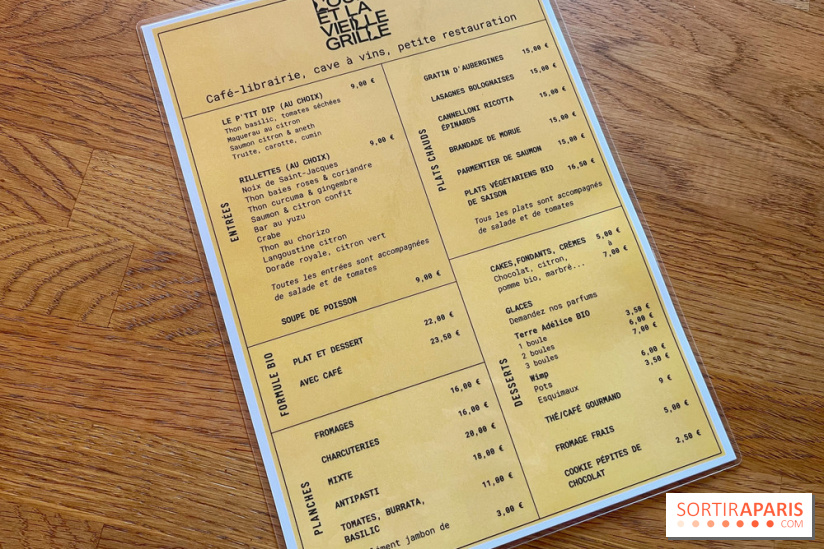 ET LA
VIEILLE
GRILLE
Café-librairie, cave à vins, petite restauration
ENTRÉES
LE P'TIT DIP (AU CHOIX) 9,00 €
Thon basilic, tomates séchées
Maquerau au citron
Saumon citron & aneth
Truite, carotte, cumin
RILLETTES (AU CHOIX) 9,00 €
Noix de Saint-Jacques
Thon baies roses & coriandre
Thon curcuma & gingembre
Saumon & citron confit
Bar au yuzu
Crabe
Thon au chorizo
Langoustine citron
Dorade royale, citron vert
Toutes les entrées sont accompagnées
de salade et de tomates
SOUPE DE POISSON 9,00 €
FORMULE BIO
PLAT ET DESSERT 22,00 €
AVEC CAFÉ 23,50 €
PLANCHES
FROMAGES 16,00 €
CHARCUTERIES 16,00 €
MIXTE 20,00 €
ANTIPASTI 18,00 €
TOMATES, BURRATA, 11,00 €
BASILIC
jambon de 3,00 €
PLATS CHAUDS
GRATIN D'AUBERGINES 15,00 €
LASAGNES BOLOGNAISES 15,00 €
CANNELLONI RICOTTA 15,00 €
ÉPINARDS
BRANDADE DE MORUE 15,00 €
PARMENTIER DE SAUMON 15,00 €
PLATS VÉGÉTARIENS BIO 16,50 €
DE SAISON
Tous les plats sont accompagnés
de salade et de tomates
DESSERTS
CAKES,FONDANTS, CRÈMES 5,00 €
Chocolat, citron, à
pomme bio, marbré... 7,00 €
GLACES
Demandez nos parfums
Terre Adélice BIO
1 boule 3,50 €
2 boules 6,00 €
3 boules 7,00 €
Wimp
Pots 6,00 €
Esquimaux 3,50 €
THÉ/CAFÉ GOURMAND 9 €
FROMAGE FRAIS 5,00 €
COOKIE PÉPITES DE 2,50 €
CHOCOLAT
SORTIRAPARIS
.COM